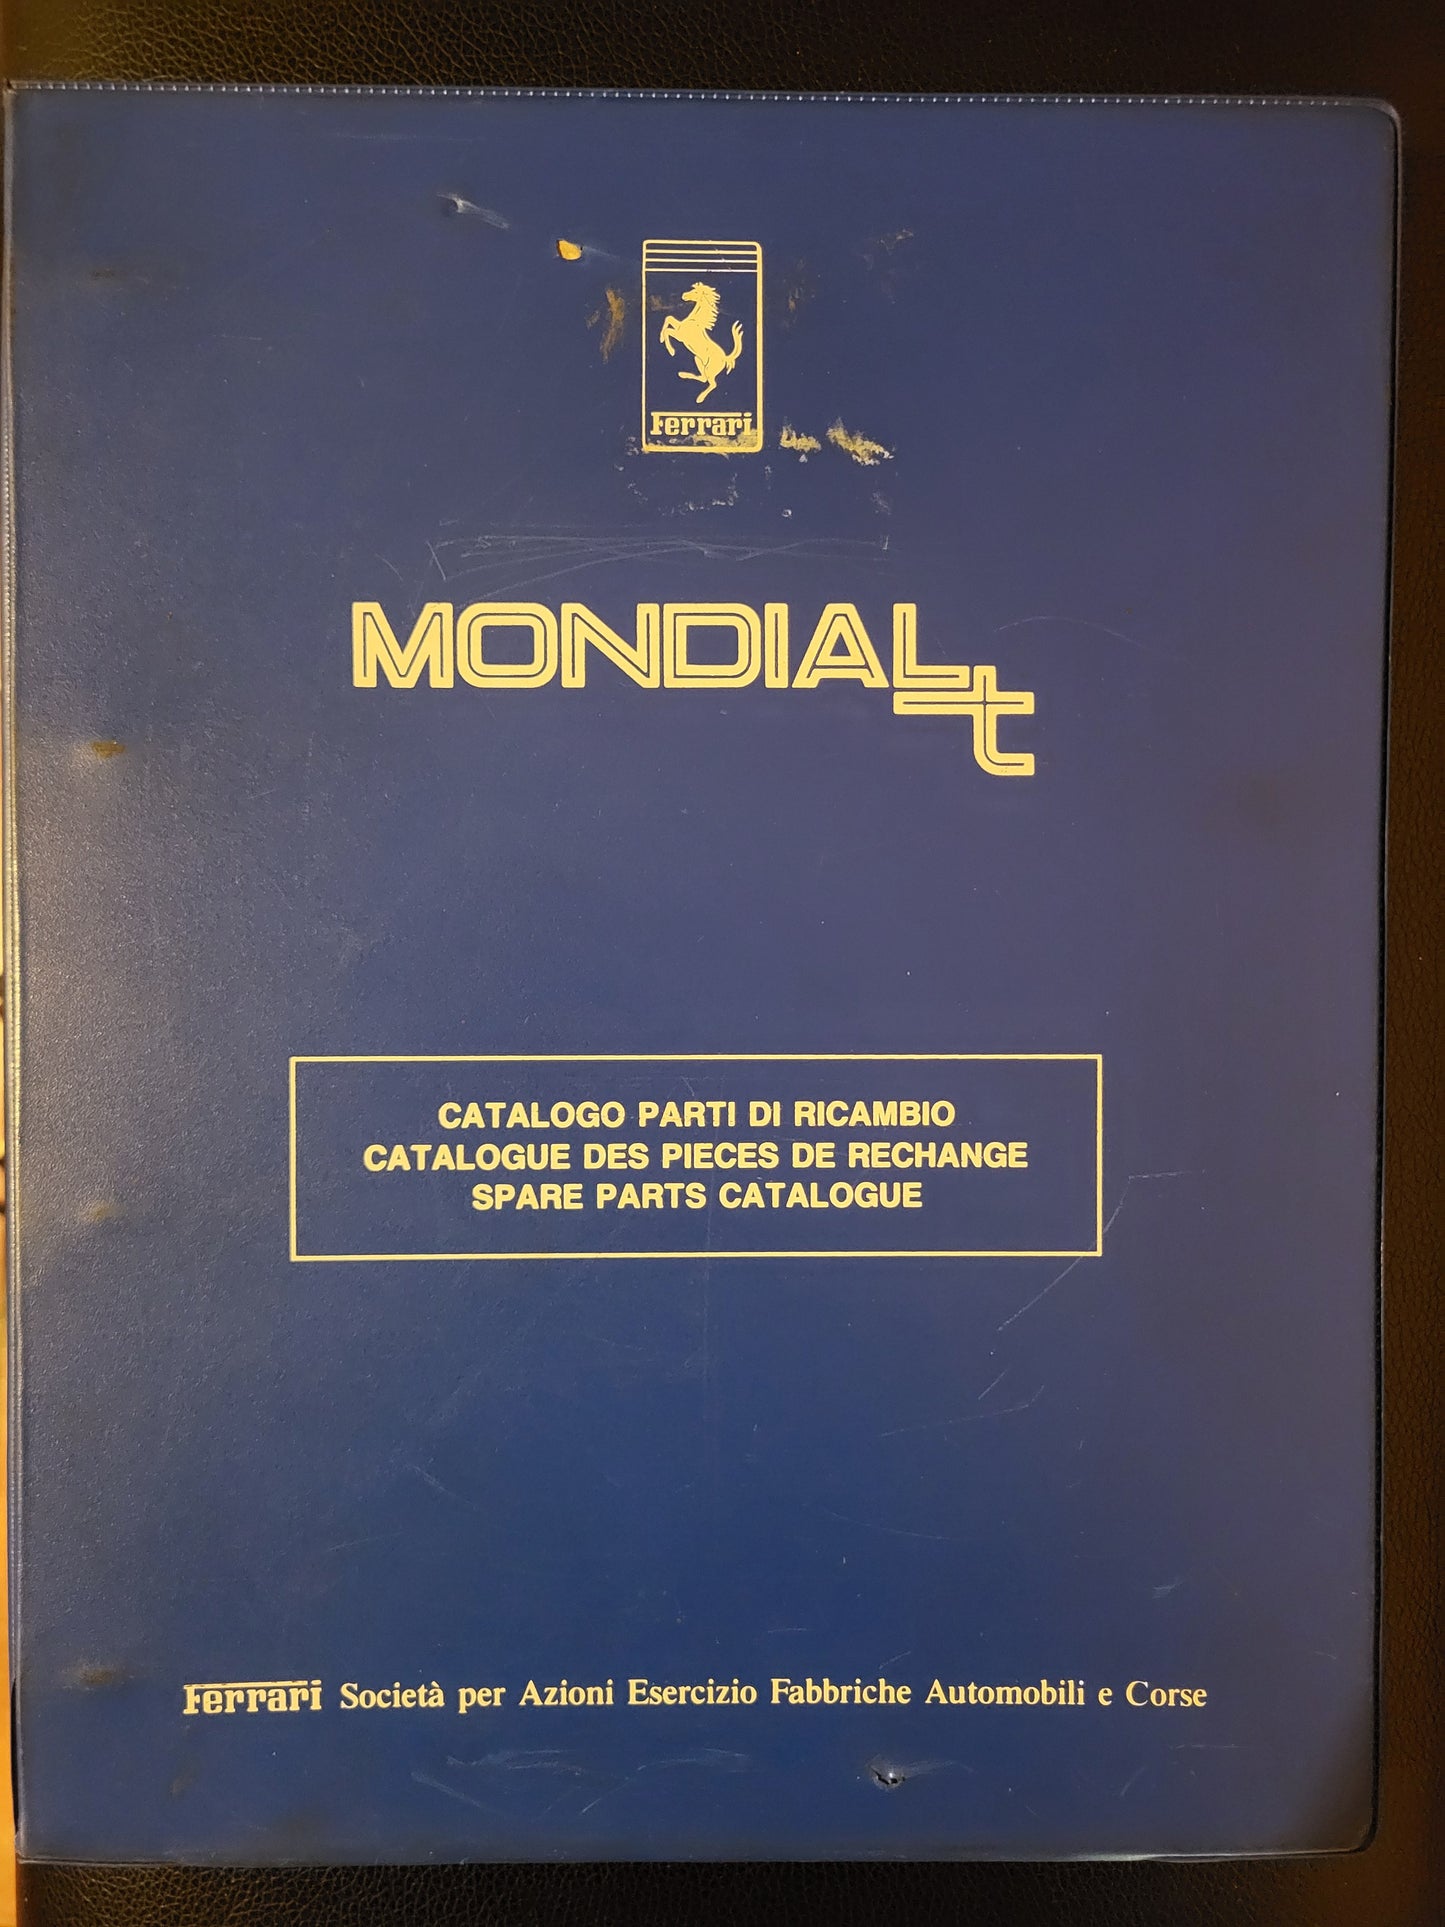 Ferrari
MONDIAL t
CATALOGO PARTI DI RICAMBIO
CATALOGUE DES PIECES DE RECHANGE
SPARE PARTS CATALOGUE
Ferrari Società per Azioni Esercizio Fabbriche Automobili e Corse